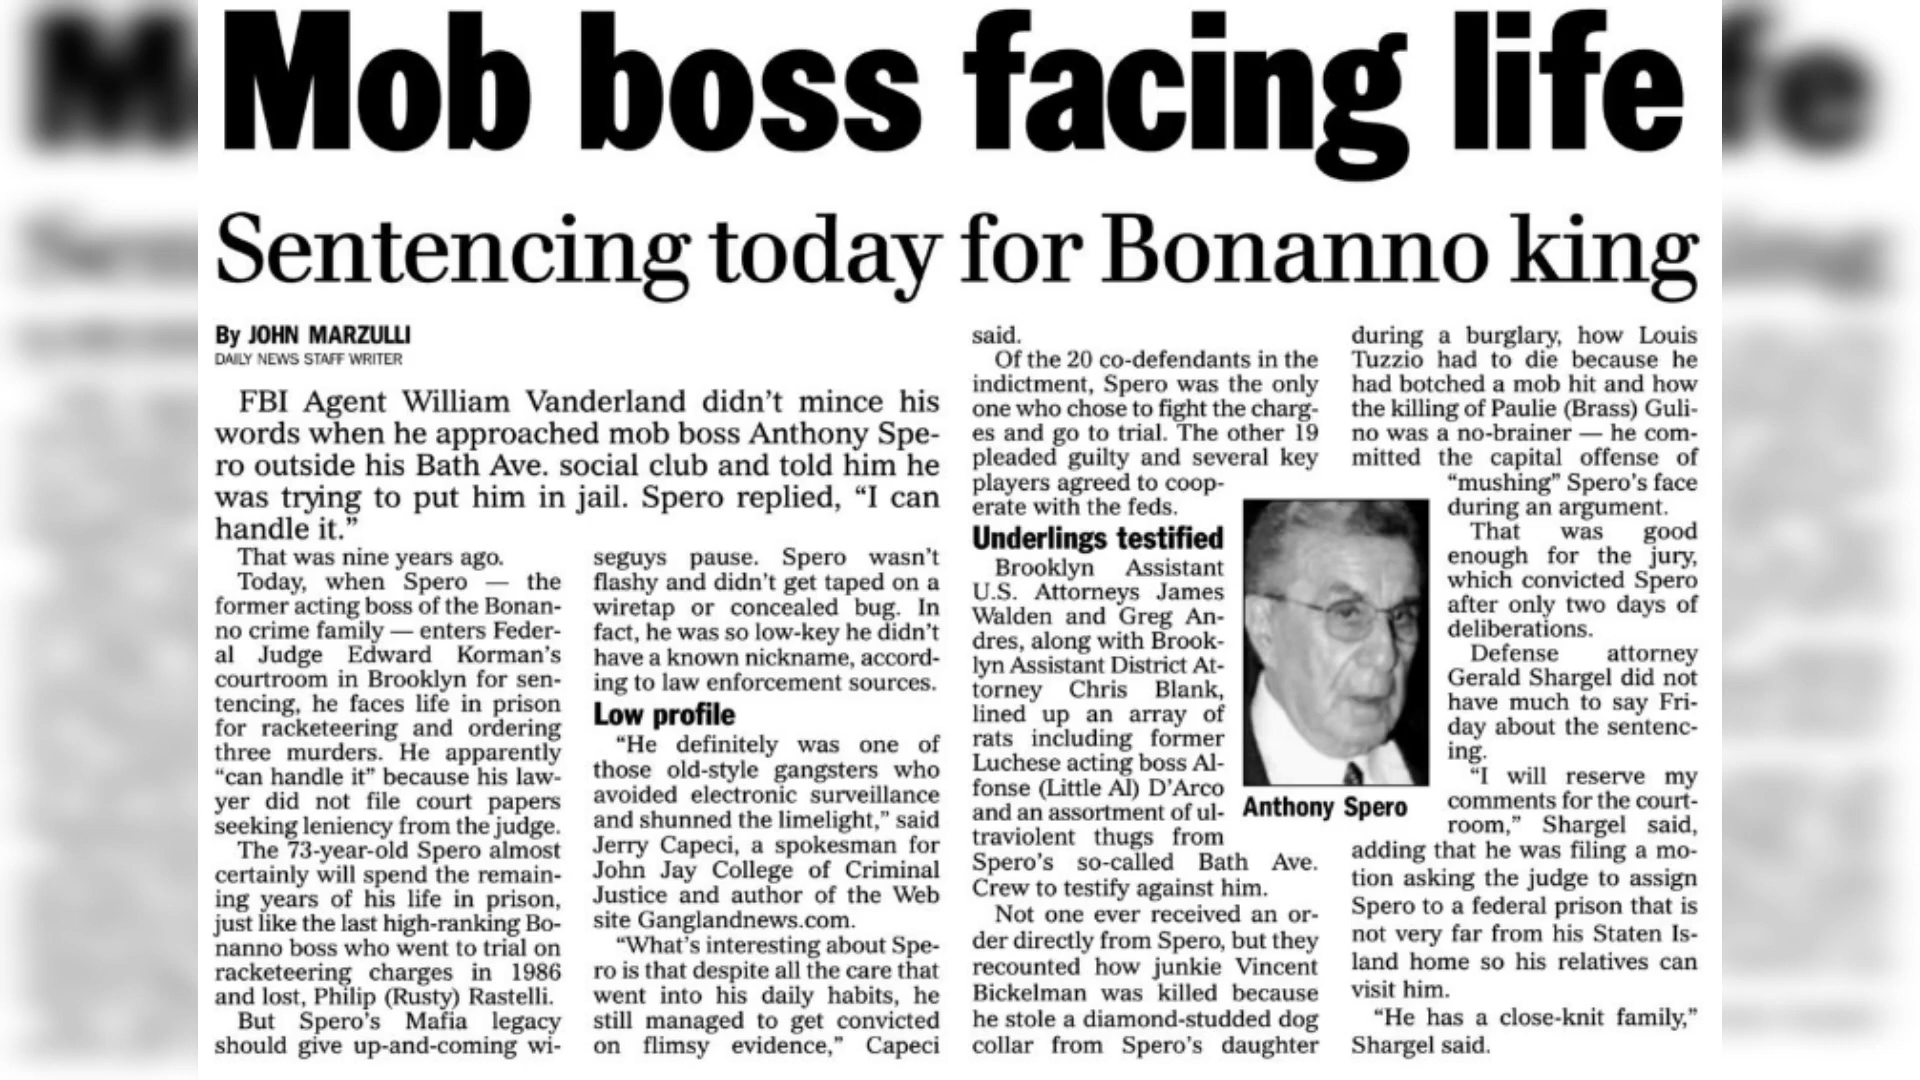 Mob boss facing life
Sentencing today for Bonanno king
By JOHN MARZULLI
DAILY NEWS STAFF WRITER
FBI Agent William Vanderland didn't mince his
words when he approached mob boss Anthony Spe-
ro outside his Bath Ave. social club and told him he
was trying to put him in jail. Spero replied, “I can
handle it.”
That was nine years ago.
Today, when Spero — the
former acting boss of the Bonan-
no crime family — enters Feder-
al Judge Edward Korman's
courtroom in Brooklyn for sen-
tencing, he faces life in prison
for racketeering and ordering
three murders. He apparently
“can handle it” because his law-
yer did not file court papers
seeking leniency from the judge.
The 73-year-old Spero almost
certainly will spend the remain-
ing years of his life in prison,
just like the last high-ranking Bo-
nanno boss who went to trial on
racketeering charges in 1986
and lost, Philip (Rusty) Rastelli.
But Spero's Mafia legacy
should give up-and-coming wi-
seguys pause. Spero wasn't
flashy and didn't get taped on a
wiretap or concealed bug. In
fact, he was so low-key he didn't
have a known nickname, accord-
ing to law enforcement sources.
Low profile
“He definitely was one of
those old-style gangsters who
avoided electronic surveillance
and shunned the limelight,” said
Jerry Capeci, a spokesman for
John Jay College of Criminal
Justice and author of the Web
site Ganglandnews.com.
“What's interesting about Spe-
ro is that despite all the care that
went into his daily habits, he
still managed to get convicted
on flimsy evidence,” Capeci
said.
Of the 20 co-defendants in the
indictment, Spero was the only
one who chose to fight the charg-
es and go to trial. The other 19
pleaded guilty and several key
players agreed to coop-
erate with the feds.
Underlings testified
Brooklyn Assistant
U.S. Attorneys James
Walden and Greg An-
dres, along with Brook-
lyn Assistant District At-
torney Chris Blank,
lined up an array of
rats including former
Luchese acting boss Al-
fonse (Little Al) D'Arco
and an assortment of ul-
traviolent thugs from
Spero's so-called Bath Ave.
Crew to testify against him.
Not one ever received an or-
der directly from Spero, but they
recounted how junkie Vincent
Bickelman was killed because
he stole a diamond-studded dog
collar from Spero's daughter
during a burglary, how Louis
Tuzzio had to die because he
had botched a mob hit and how
the killing of Paulie (Brass) Guli-
no was a no-brainer — he com-
mitted the capital offense of
“mushing” Spero's face
during an argument.
That was good
enough for the jury,
which convicted Spero
after only two days of
deliberations.
Defense attorney
Gerald Shargel did not
have much to say Fri-
day about the sentenc-
ing.
“I will reserve my
comments for the court-
room,” Shargel said,
adding that he was filing a mo-
tion asking the judge to assign
Spero to a federal prison that is
not very far from his Staten Is-
land home so his relatives can
visit him.
“He has a close-knit family,”
Shargel said.
Anthony Spero